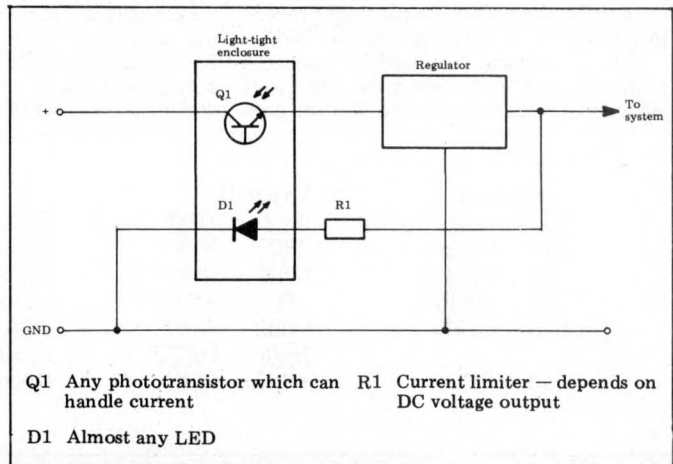 Light-tight
enclosure
Regulator
Q1
+
To
system
D1
R1
GND
Q1 Any phototransistor which can
handle current
R1 Current limiter — depends on
DC voltage output
D1 Almost any LED